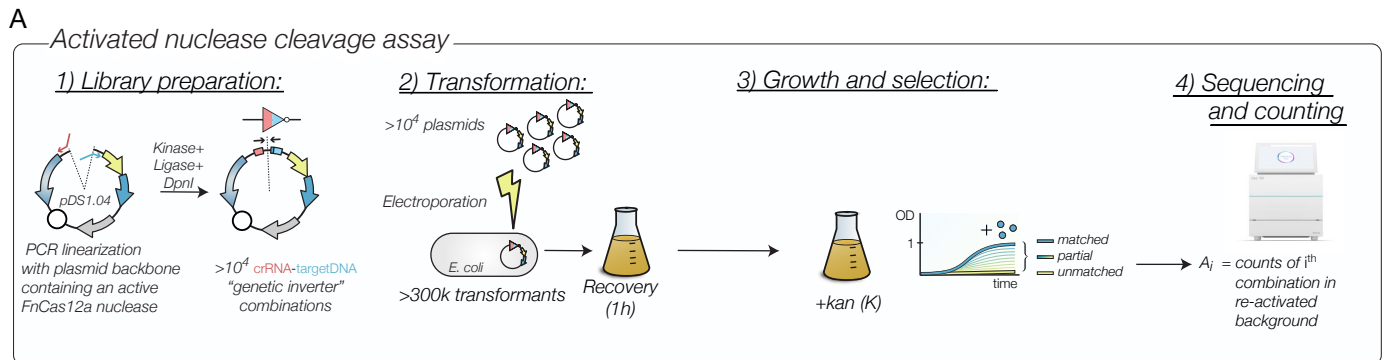 A
Activated nuclease cleavage assay
1) Library preparation:
pDS1.04
Kinase+
Ligase+
DpnI
PCR linearization
with plasmid backbone
containing an active
FnCas12a nuclease
>10⁴ crRNA-targetDNA
“genetic inverter”
combinations
2) Transformation:
>10⁴ plasmids
Electroporation
E. coli
>300k transformants
Recovery
(1h)
3) Growth and selection:
+kan (K)
OD
1
+
matched
partial
unmatched
time
4) Sequencing
and counting
Aᵢ = counts of iᵗʰ
combination in
re-activated
background